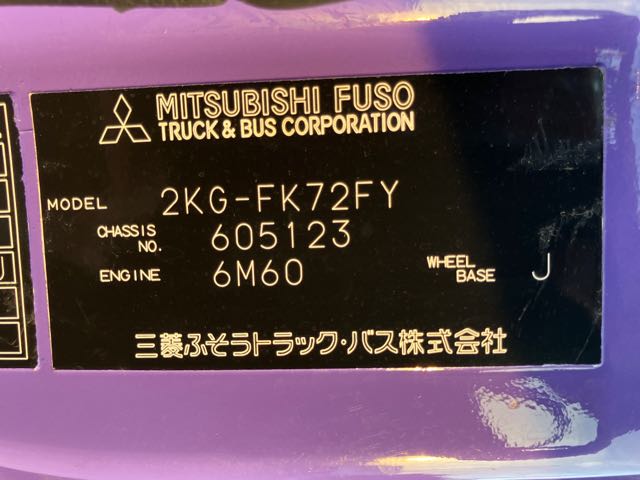 MITSUBISHI FUSO
TRUCK & BUS CORPORATION
MODEL 2KG-FK72FY
CHASSIS NO. 605123
ENGINE 6M60 WHEEL BASE J
三菱ふそうトラック・バス株式会社